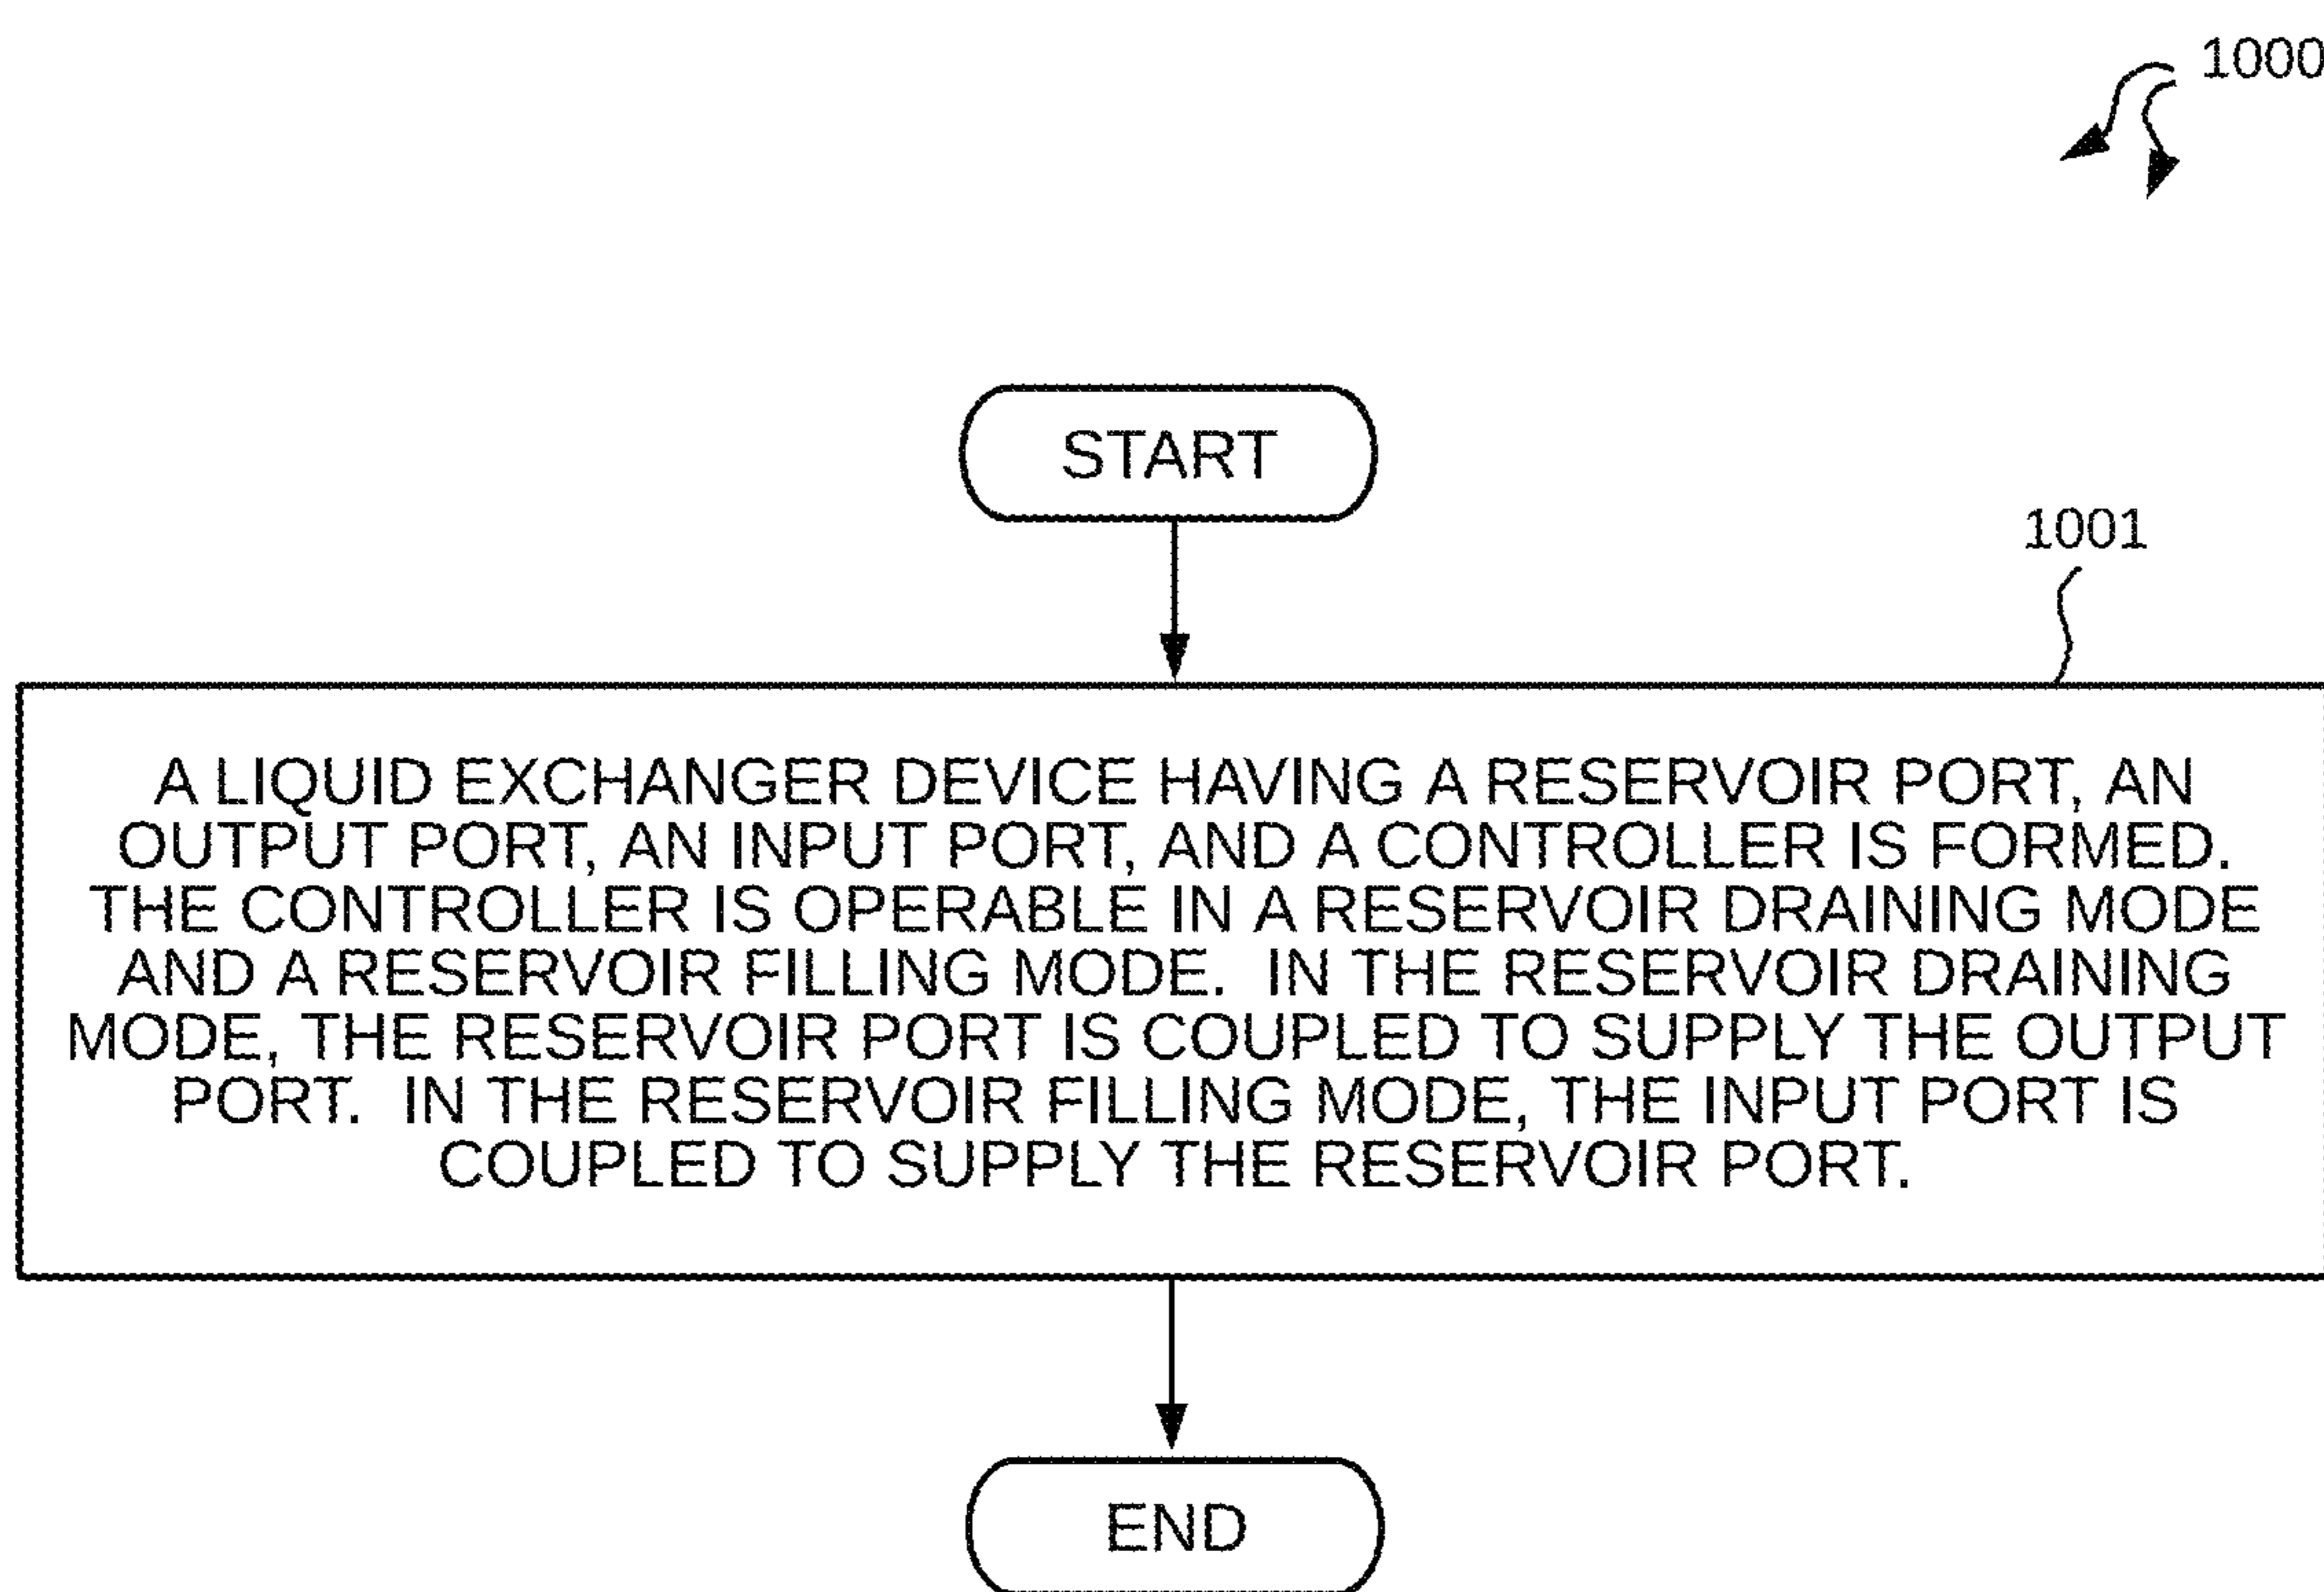 1000
START
1001
A LIQUID EXCHANGER DEVICE HAVING A RESERVOIR PORT, AN
OUTPUT PORT, AN INPUT PORT, AND A CONTROLLER IS FORMED.
THE CONTROLLER IS OPERABLE IN A RESERVOIR DRAINING MODE
AND A RESERVOIR FILLING MODE.  IN THE RESERVOIR DRAINING
MODE, THE RESERVOIR PORT IS COUPLED TO SUPPLY THE OUTPUT
PORT.  IN THE RESERVOIR FILLING MODE, THE INPUT PORT IS
COUPLED TO SUPPLY THE RESERVOIR PORT.
END